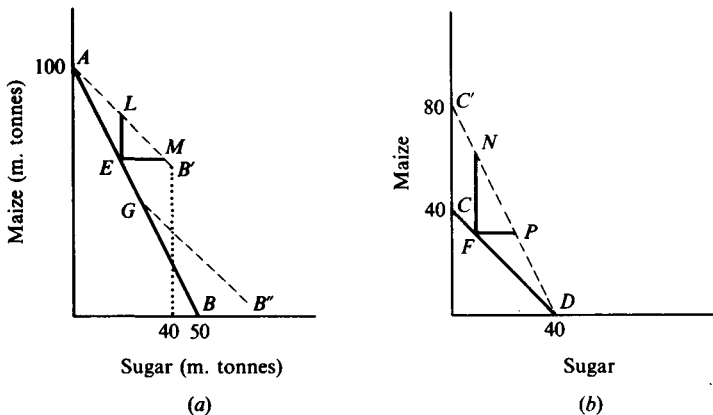 Maize (m. tonnes)
100
A
L
M
E
B′
G
B
B″
40 50
Sugar (m. tonnes)
(a)
Maize
80
C′
N
40
C
F
P
D
40
Sugar
(b)